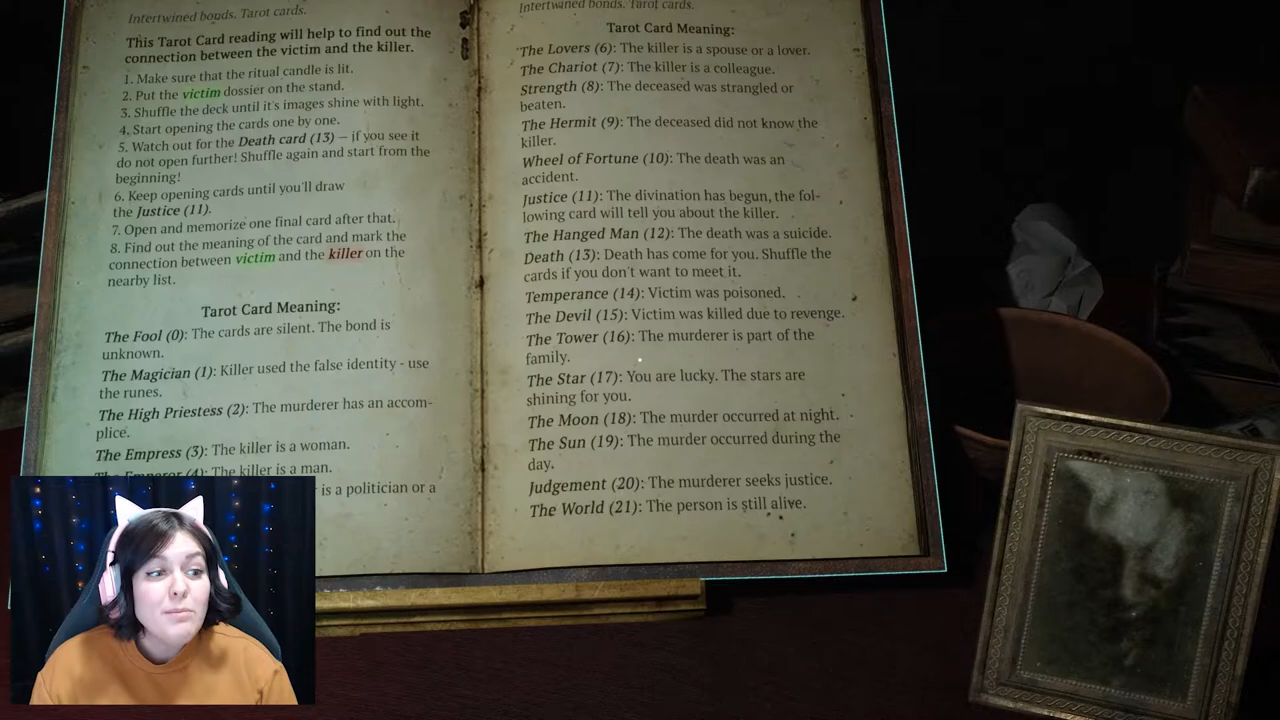 Intertwined bonds. Tarot cards.
This Tarot Card reading will help to find out the
connection between the victim and the killer.
1. Make sure that the ritual candle is lit.
2. Put the victim dossier on the stand.
3. Shuffle the deck until it's images shine with light.
4. Start opening the cards one by one.
5. Watch out for the Death card (13) – if you see it
do not open further! Shuffle again and start from the
beginning!
6. Keep opening cards until you'll draw
the Justice (11).
7. Open and memorize one final card after that.
8. Find out the meaning of the card and mark the
connection between victim and the killer on the
nearby list.
Tarot Card Meaning:
The Fool (0): The cards are silent. The bond is
unknown.
The Magician (1): Killer used the false identity - use
the runes.
The High Priestess (2): The murderer has an accom-
plice.
The Empress (3): The killer is a woman.
The Emperor (4): The killer is a man.
is a politician or a
Intertwined bonds. Tarot cards.
Tarot Card Meaning:
The Lovers (6): The killer is a spouse or a lover.
The Chariot (7): The killer is a colleague.
Strength (8): The deceased was strangled or
beaten.
The Hermit (9): The deceased did not know the
killer.
Wheel of Fortune (10): The death was an
accident.
Justice (11): The divination has begun, the fol-
lowing card will tell you about the killer.
The Hanged Man (12): The death was a suicide.
Death (13): Death has come for you. Shuffle the
cards if you don't want to meet it.
Temperance (14): Victim was poisoned.
The Devil (15): Victim was killed due to revenge.
The Tower (16): The murderer is part of the
family.
The Star (17): You are lucky. The stars are
shining for you.
The Moon (18): The murder occurred at night.
The Sun (19): The murder occurred during the
day.
Judgement (20): The murderer seeks justice.
The World (21): The person is still alive.